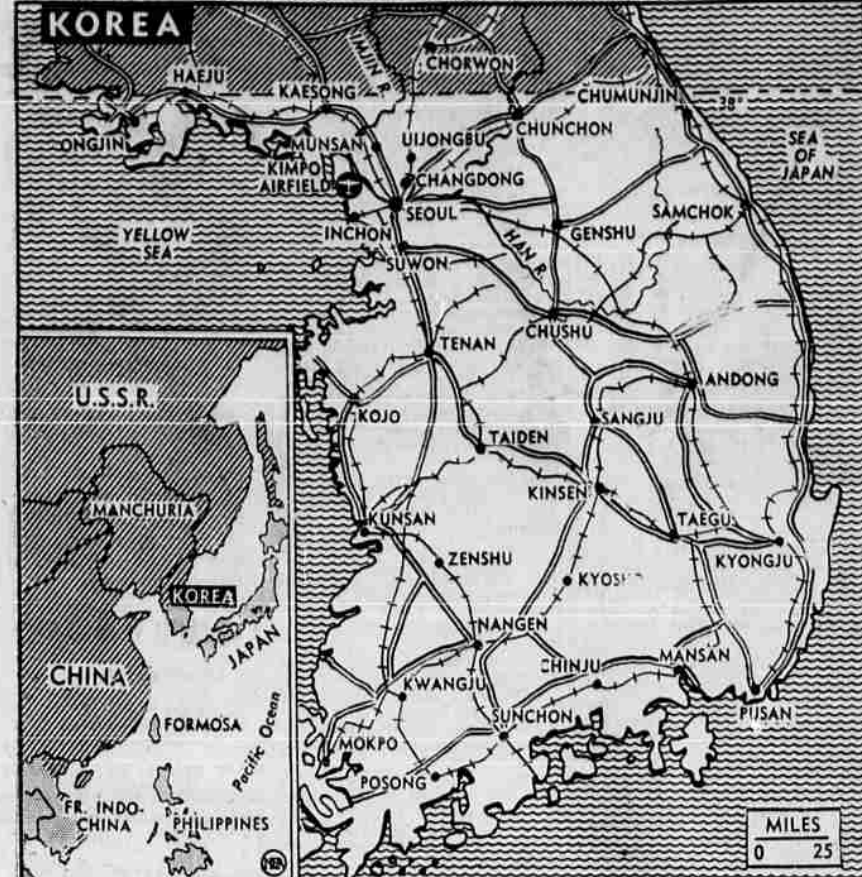 KOREA
IMJIN R.
CHORWON
HAEJU
KAESONG
CHUMUNJIN
38°
ONGJIN
MUNSAN
UIJONGBU
CHUNCHON
SEA
OF
JAPAN
KIMPO
AIRFIELD
CHANGDONG
SEOUL
SAMCHOK
YELLOW
SEA
INCHON
GENSHU
SUWON
HAN R.
CHUSHU
TENAN
ANDONG
KOJO
SANGJU
TAIDEN
KINSEN
KUNSAN
TAEGU
KYONGJU
ZENSHU
NANGEN
CHINJU
MANSAN
KWANGJU
SUNCHON
PUSAN
MOKPO
POSONG
MILES
0 25
U.S.S.R.
MANCHURIA
KOREA
JAPAN
CHINA
FORMOSA
Pacific Ocean
FR. INDO-
CHINA
PHILIPPINES
NEA